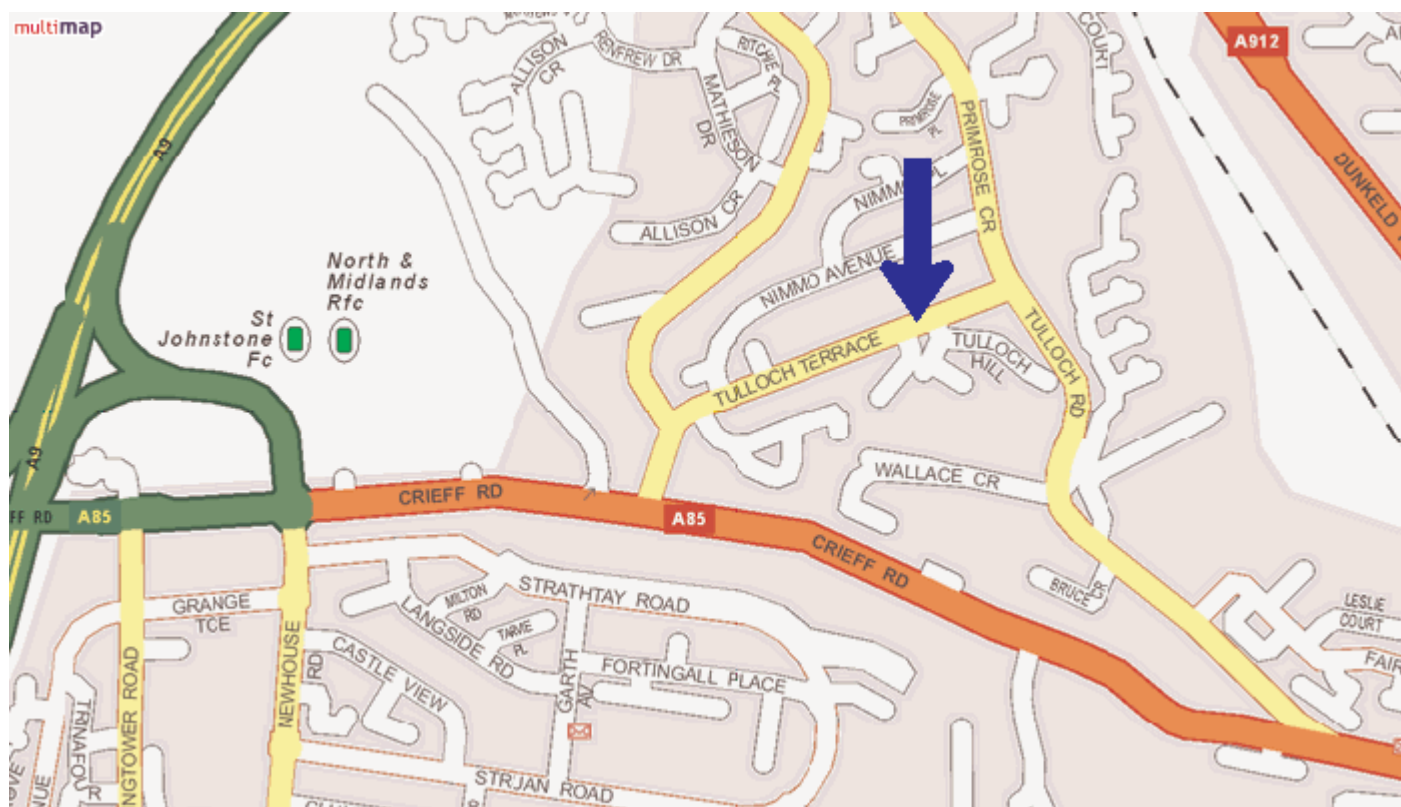 multimap
A9
A9
FF RD
A85
St
Johnstone
Fc
North &
Midlands
Rfc
ALLISON
CR
RENFREW DR
RITCHIE PL
MATHIESON
DR
ALLISON CR
PRIMROSE
PL
PRIMROSE CR
COURT
A912
DUNKELD
NIMMO PL
NIMMO AVENUE
TULLOCH TERRACE
TULLOCH
HILL
TULLOCH RD
WALLACE CR
CRIEFF RD
A85
CRIEFF RD
BRUCE
LESLIE
COURT
FAIR
GRANGE
TCE
STRATHTAY ROAD
MILTON
RD
LANGSIDE RD
TARVIE
PL
GARTH
AV
FORTINGALL PLACE
NEWHOUSE
RD
CASTLE VIEW
NGTOWER ROAD
TRINAFOUR
R
NUE
OVE
STRJAN ROAD